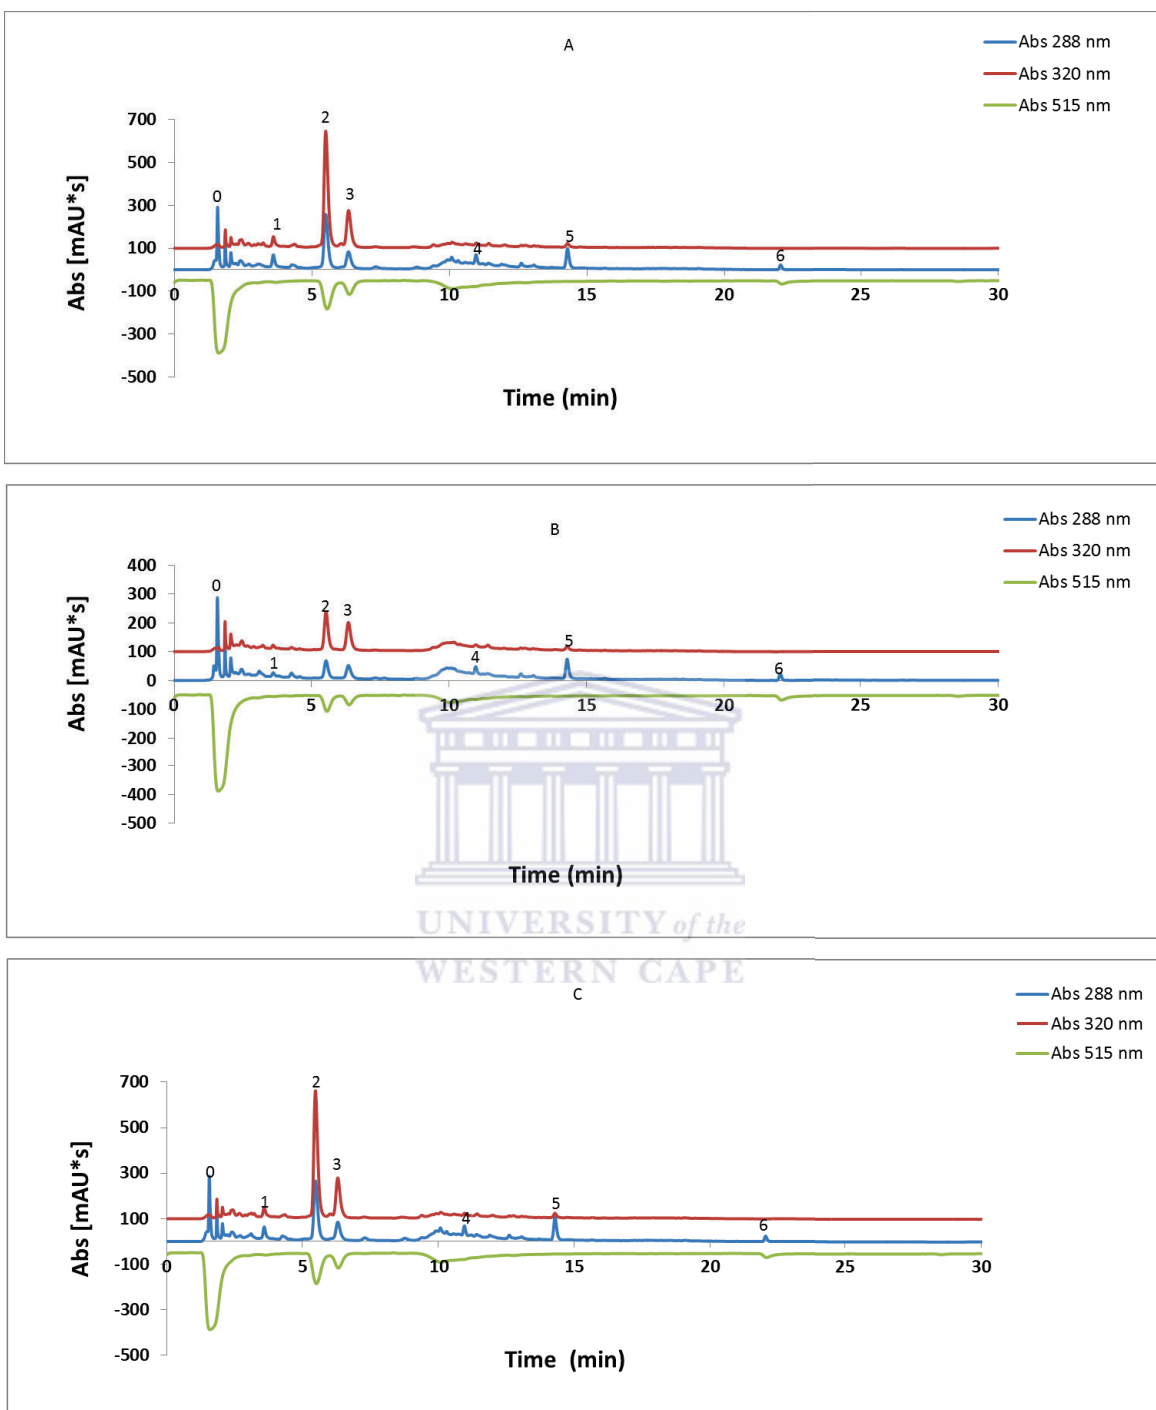 A
Abs 288 nm
Abs 320 nm
Abs 515 nm
700
500
300
100
-100
-300
-500
0 5 10 15 20 25 30
0 1 2 3 4 5 6
Abs [mAU*s]
Time (min)
B
Abs 288 nm
Abs 320 nm
Abs 515 nm
400
300
200
100
0
-100
-200
-300
-400
-500
0 5 10 15 20 25 30
0 1 2 3 4 5 6
Abs [mAU*s]
Time (min)
UNIVERSITY of the
WESTERN CAPE
C
Abs 288 nm
Abs 320 nm
Abs 515 nm
700
500
300
100
-100
-300
-500
0 5 10 15 20 25 30
0 1 2 3 4 5 6
Abs [mAU*s]
Time (min)